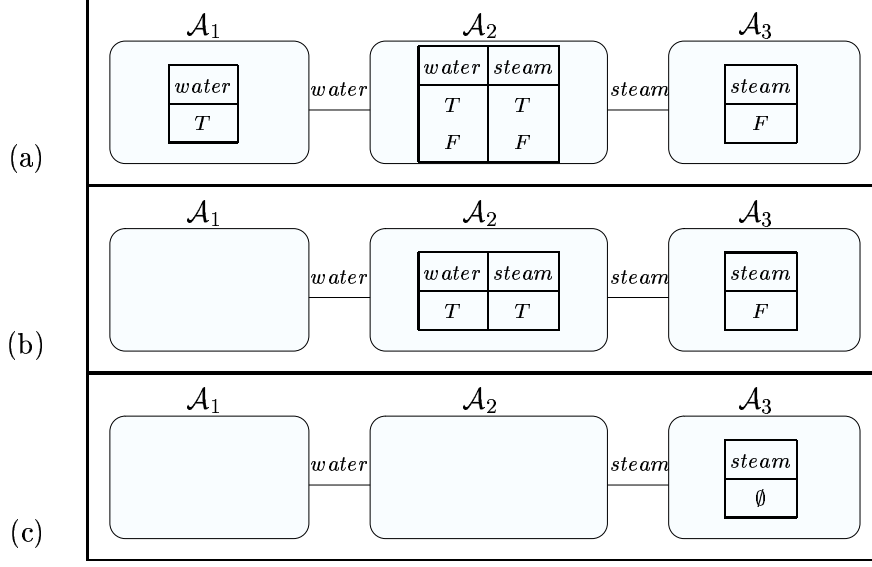 A1 A2 A3
water water steam steam
water steam
T T T F
F F
(a)
A1 A2 A3
water water steam steam steam
T T F
(b)
A1 A2 A3
water steam steam
∅
(c)